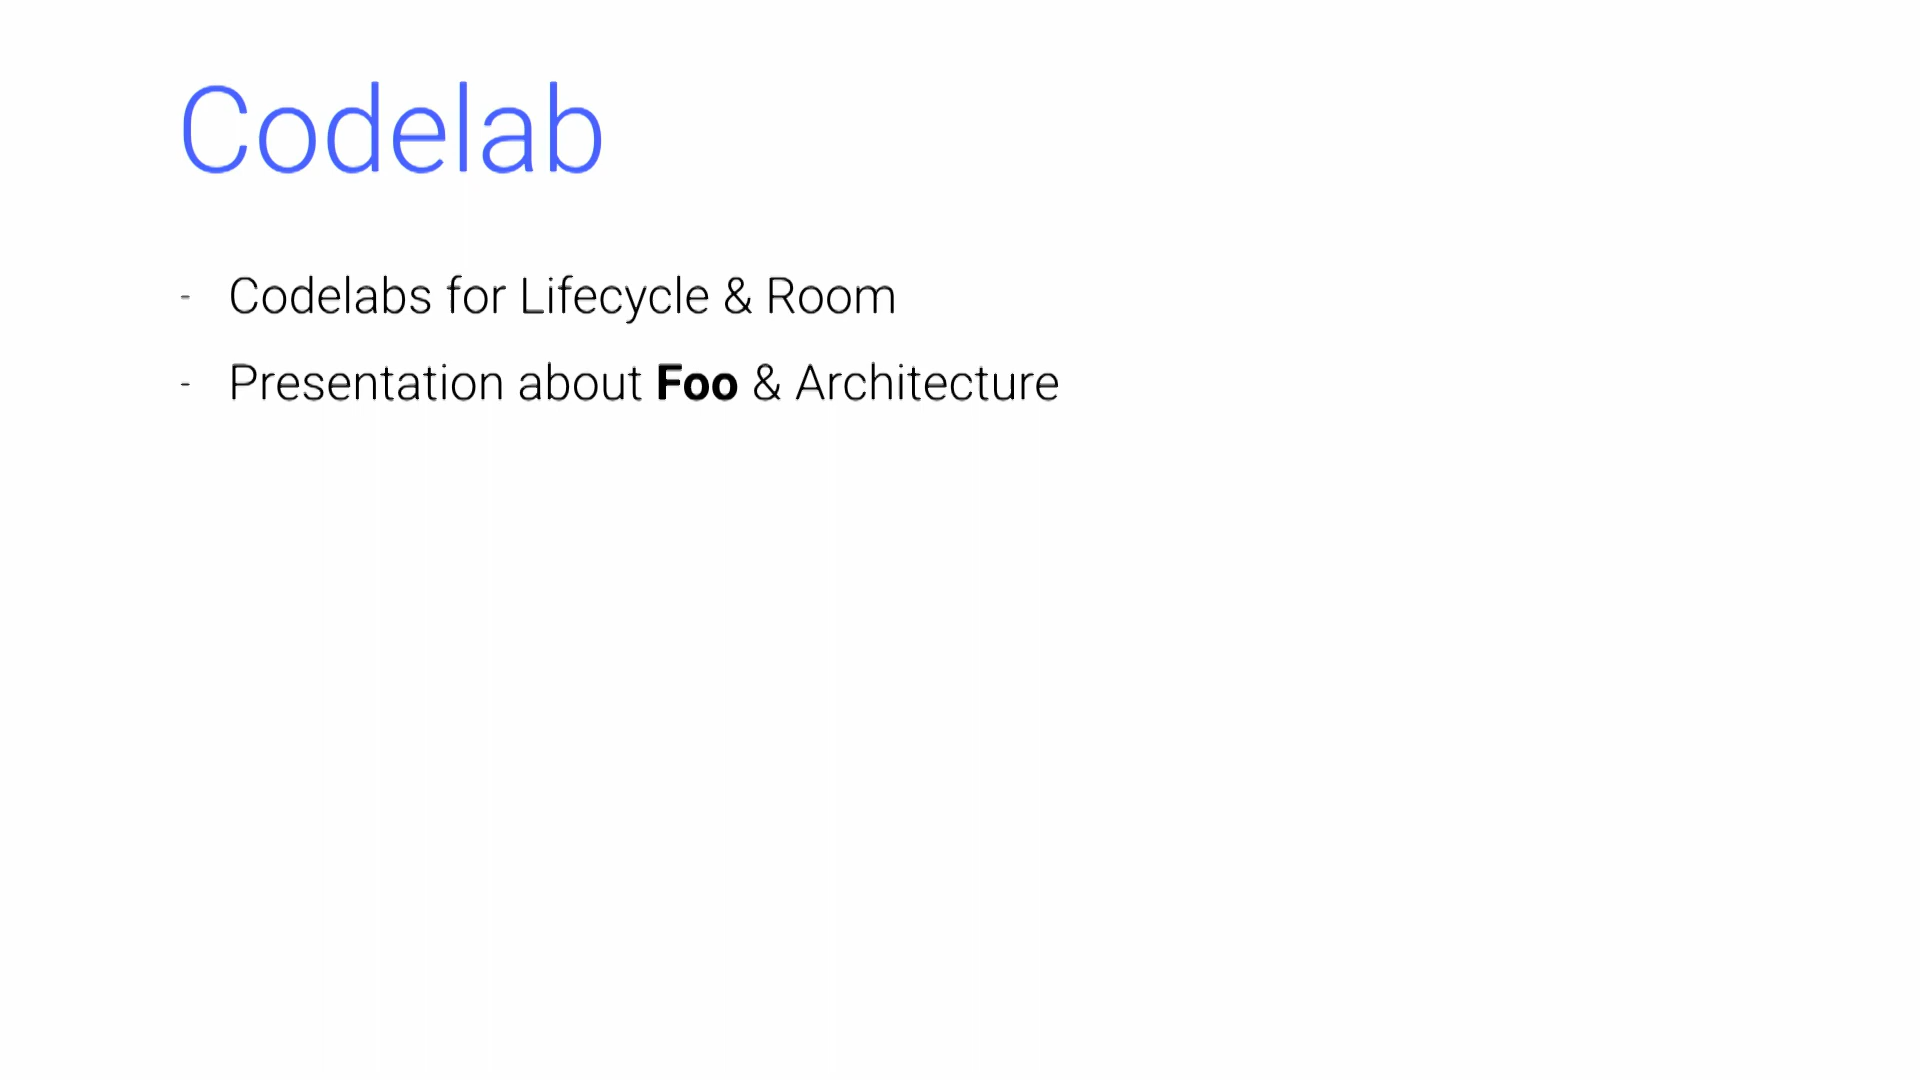 Codelab
- Codelabs for Lifecycle & Room
- Presentation about Foo & Architecture